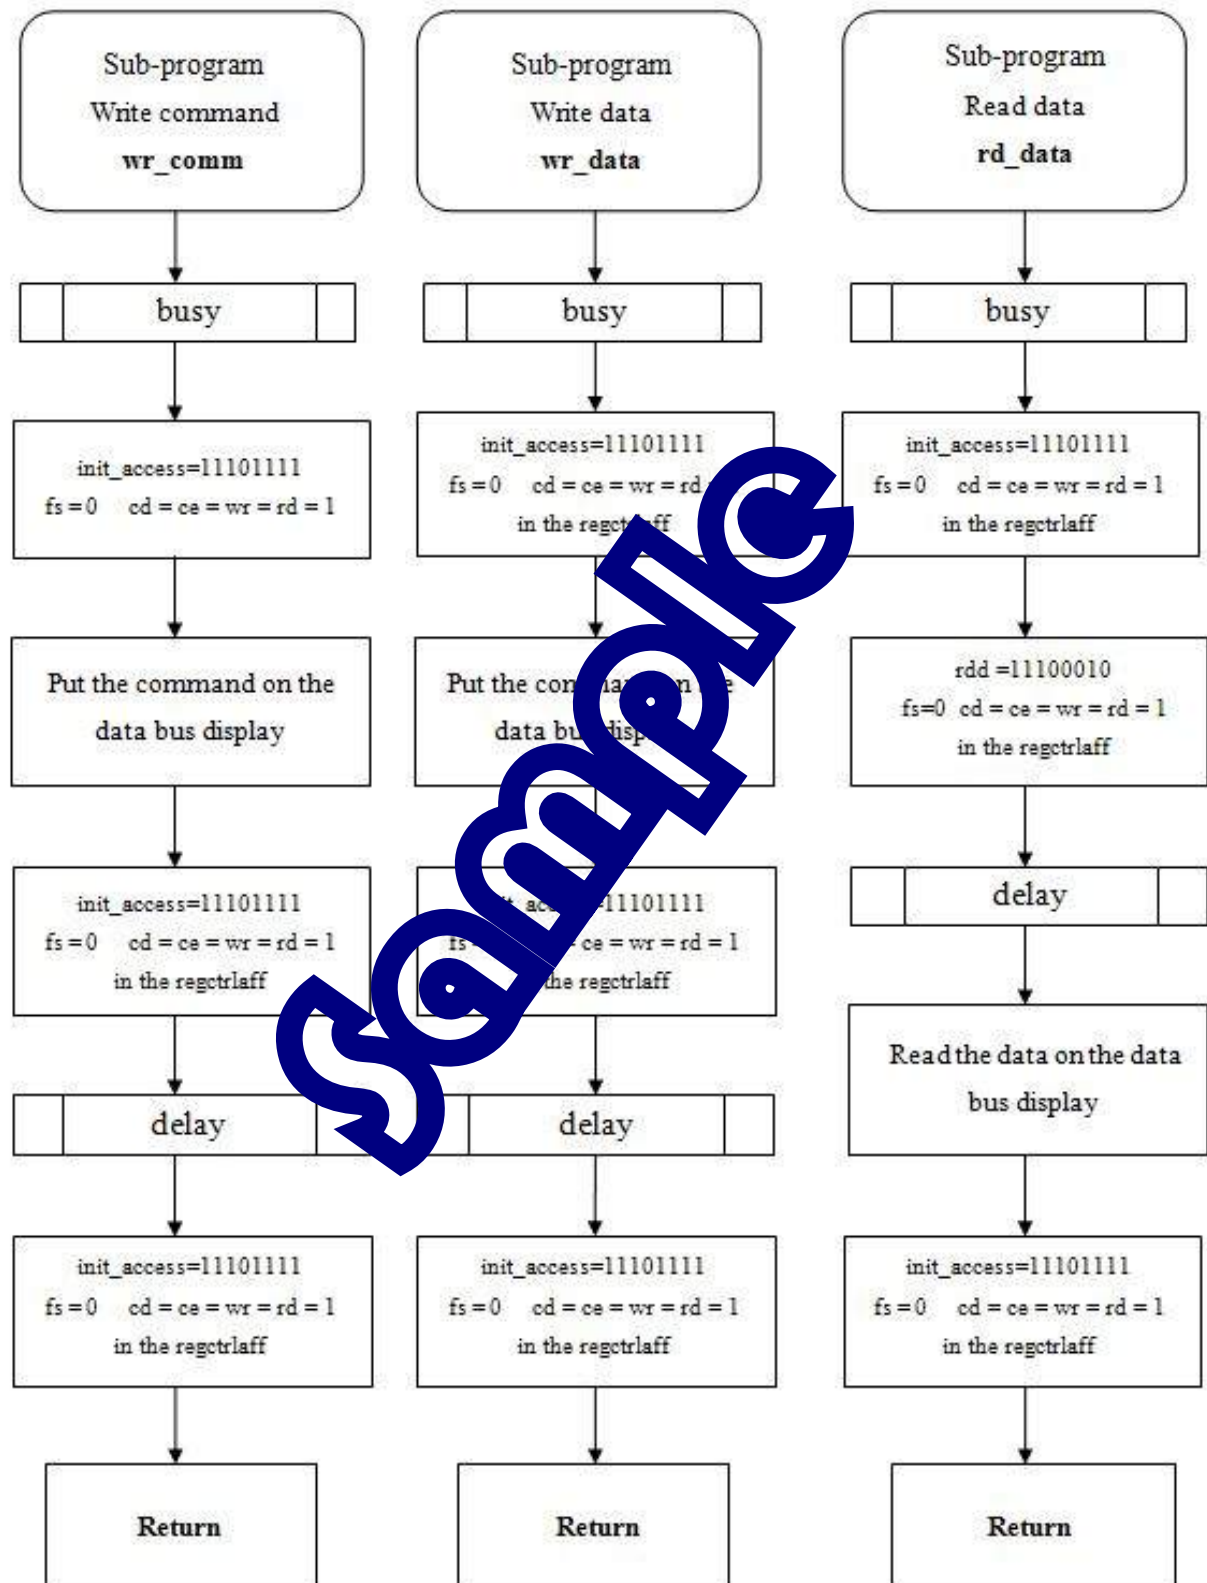 Sub-program
Write command
wr_comm
busy
init_access=11101111
fs = 0 cd = ce = wr = rd = 1
Put the command on the
data bus display
init_access=11101111
fs = 0 cd = ce = wr = rd = 1
in the regctrlaff
delay
init_access=11101111
fs = 0 cd = ce = wr = rd = 1
in the regctrlaff
Return
Sub-program
Write data
wr_data
busy
init_access=11101111
fs = 0 cd = ce = wr = rd
in the regctrlaff
Put the
data bus
=11101111
fs ce = wr = rd = 1
the regctrlaff
delay
init_access=11101111
fs = 0 cd = ce = wr = rd = 1
in the regctrlaff
Return
Sub-program
Read data
rd_data
busy
init_access=11101111
fs = 0 cd = ce = wr = rd = 1
in the regctrlaff
rdd =11100010
fs=0 cd = ce = wr = rd = 1
in the regctrlaff
delay
Read the data on the data
bus display
init_access=11101111
fs = 0 cd = ce = wr = rd = 1
in the regctrlaff
Return
Sample